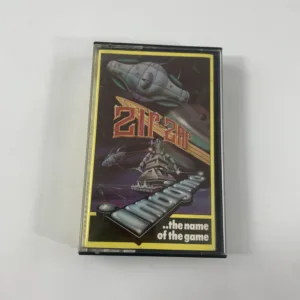 ZIP ZAP
imagine
..the name
of the game